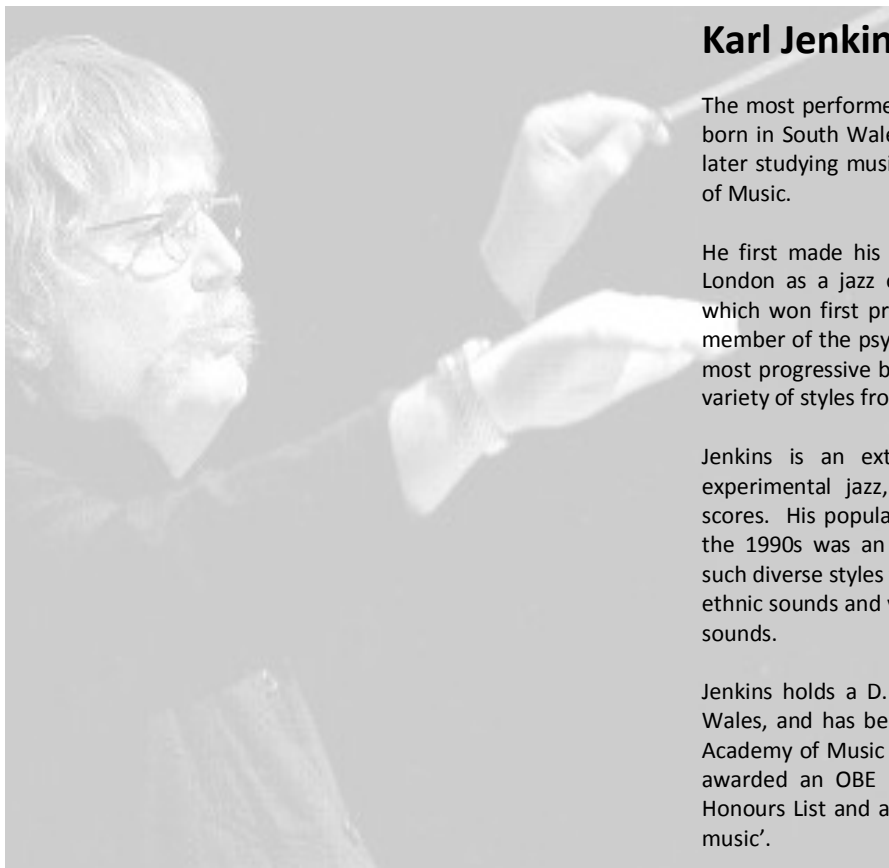 Karl Jenkin
The most performe
born in South Wale
later studying musi
of Music.
He first made his
London as a jazz
which won first pr
member of the psy
most progressive b
variety of styles fro
Jenkins is an ext
experimental jazz,
scores. His popula
the 1990s was an
such diverse styles
ethnic sounds and
sounds.
Jenkins holds a D.
Wales, and has be
Academy of Music
awarded an OBE
Honours List and a
music’.